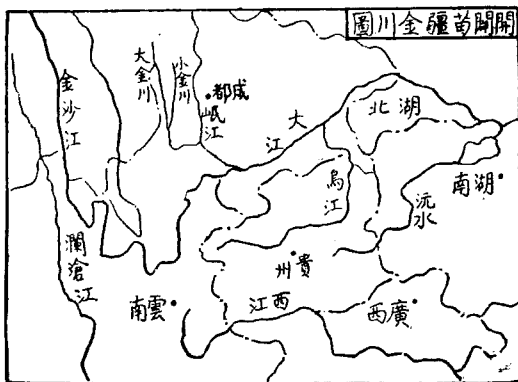 開闢苗疆金川圖
大金川
小金川
成都
岷江
大江
湖北
金沙江
烏江
沅水
湖南
瀾滄江
貴州
雲南
西江
廣西